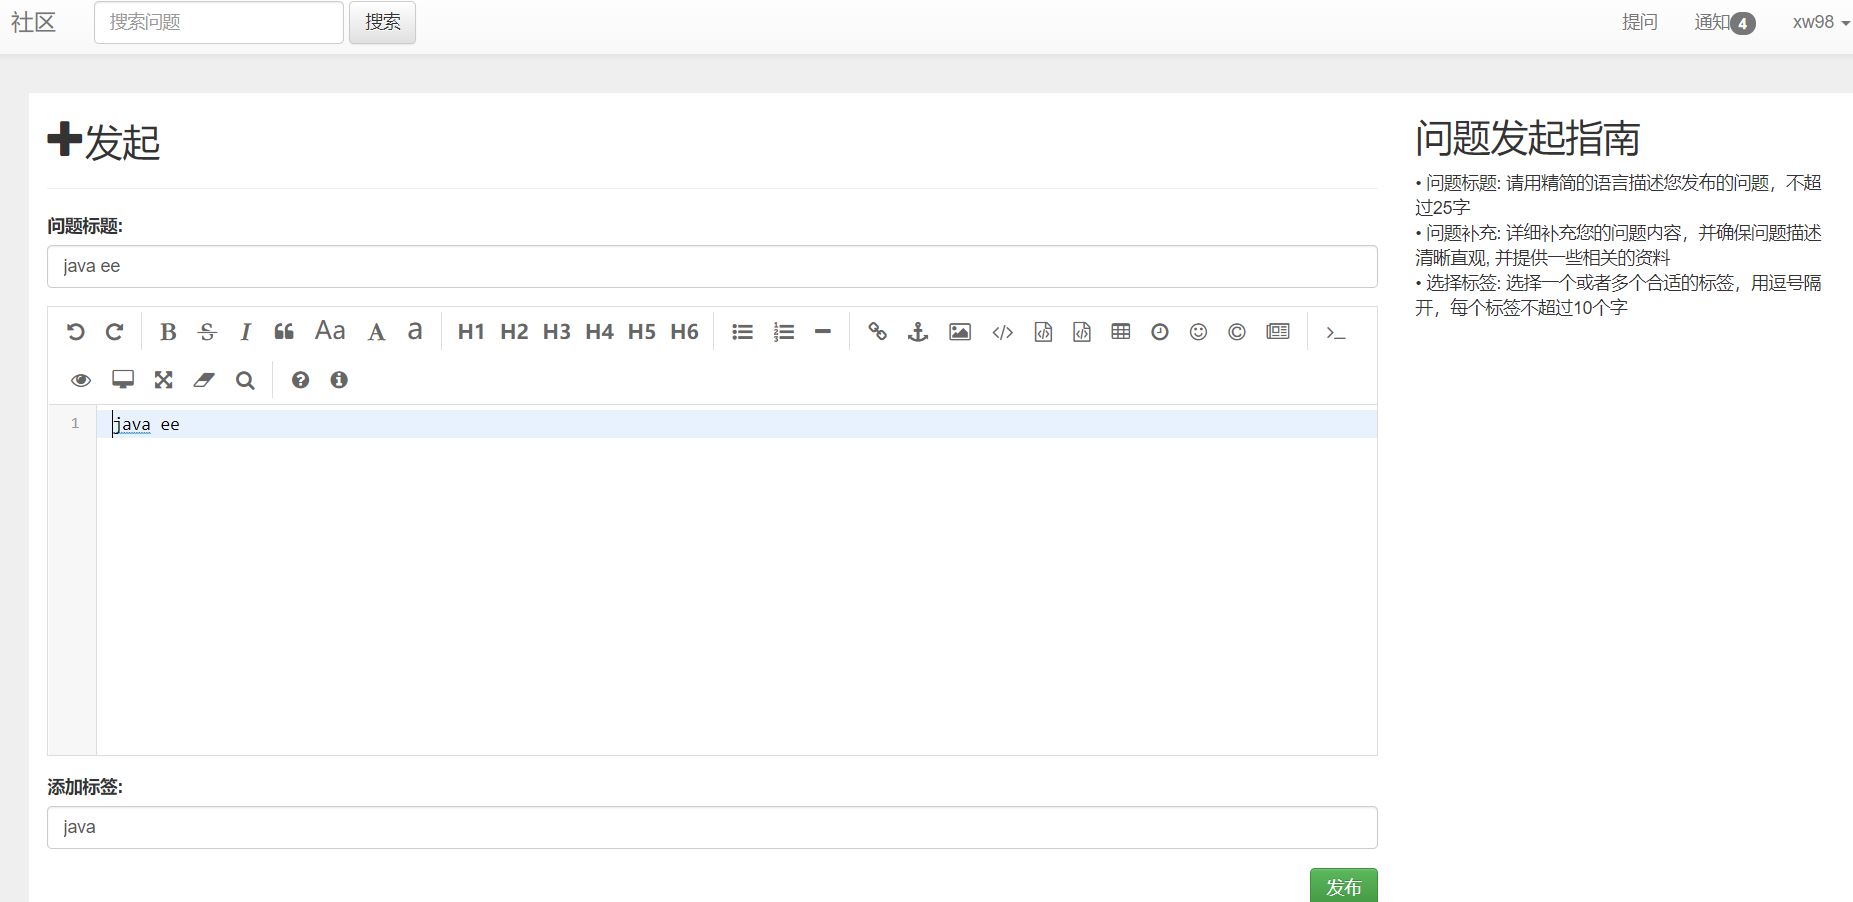 社区 搜索问题 搜索 提问 通知4 xw98
发起
问题标题:
java ee
B S I Aa A a H1 H2 H3 H4 H5 H6
1 java ee
添加标签:
java
发布
问题发起指南
• 问题标题: 请用精简的语言描述您发布的问题，不超
过25字
• 问题补充: 详细补充您的问题内容，并确保问题描述
清晰直观, 并提供一些相关的资料
• 选择标签: 选择一个或者多个合适的标签，用逗号隔
开，每个标签不超过10个字